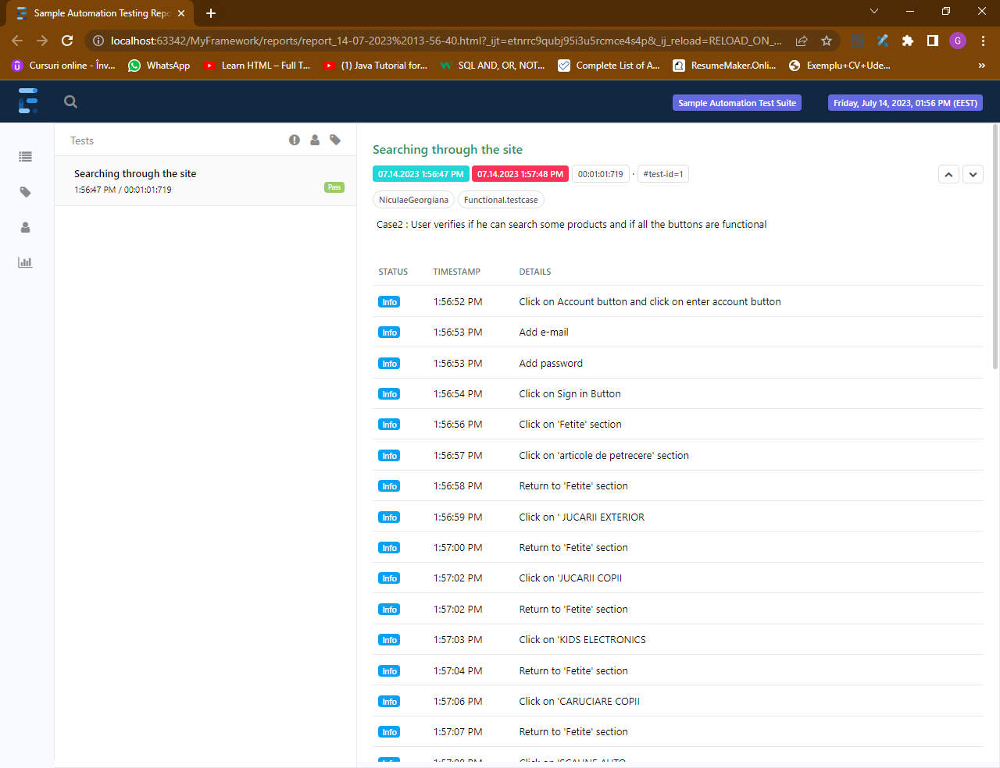 Sample Automation Testing Repo
localhost:63342/MyFramework/reports/report_14-07-2023%2013-56-40.html?_ijt=etnrrc9qubj95i3u5rcmce4s4p&_ij_reload=RELOAD_ON_...
G
Cursuri online - Înv...
WhatsApp
Learn HTML – Full T...
(1) Java Tutorial for...
SQL AND, OR, NOT...
Complete List of A...
ResumeMaker.Onli...
Exemplu+CV+Ude...
»
Sample Automation Test Suite
Friday, July 14, 2023, 01:56 PM (EEST)
Tests
Searching through the site
1:56:47 PM / 00:01:01:719
Pass
Searching through the site
07.14.2023 1:56:47 PM 07.14.2023 1:57:48 PM 00:01:01:719 · #test-id=1
NiculaeGeorgiana Functional.testcase
Case2 : User verifies if he can search some products and if all the buttons are functional
STATUS TIMESTAMP DETAILS
Info 1:56:52 PM Click on Account button and click on enter account button
Info 1:56:53 PM Add e-mail
Info 1:56:53 PM Add password
Info 1:56:54 PM Click on Sign in Button
Info 1:56:56 PM Click on 'Fetite' section
Info 1:56:57 PM Click on 'articole de petrecere' section
Info 1:56:58 PM Return to 'Fetite' section
Info 1:56:59 PM Click on ' JUCARII EXTERIOR
Info 1:57:00 PM Return to 'Fetite' section
Info 1:57:02 PM Click on 'JUCARII COPII
Info 1:57:02 PM Return to 'Fetite' section
Info 1:57:03 PM Click on 'KIDS ELECTRONICS
Info 1:57:04 PM Return to 'Fetite' section
Info 1:57:06 PM Click on 'CARUCIARE COPII
Info 1:57:07 PM Return to 'Fetite' section
Info 1:57:08 PM Click on 'SCAUNE AUTO